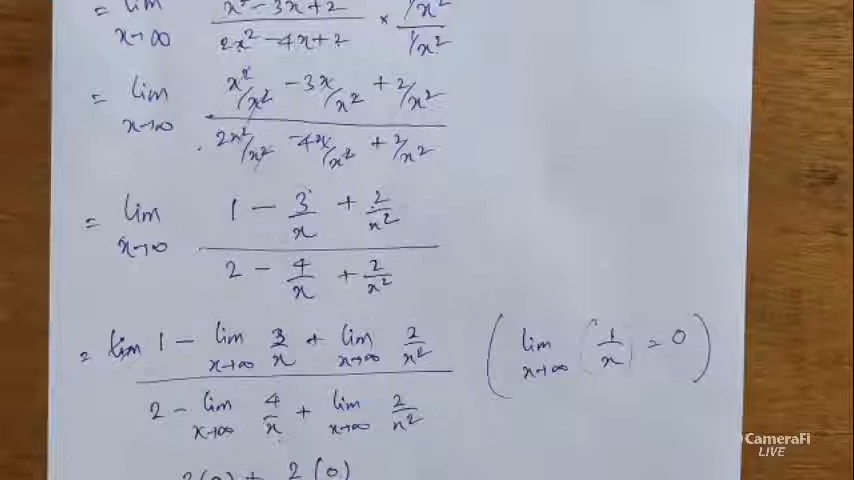 = lim x→∞ x² - 3x + 2 / 2x² - 4x + 2 × 1/x² / 1/x²
= lim x→∞ x²/x² - 3x/x² + 2/x² / 2x²/x² - 4x/x² + 2/x²
= lim x→∞ 1 - 3/x + 2/x² / 2 - 4/x + 2/x²
= lim 1 - lim x→∞ 3/x + lim x→∞ 2/x² / 2 - lim x→∞ 4/x + lim x→∞ 2/x² ( lim x→∞ (1/x) = 0 )
+ 2(0)
CameraFi
LIVE